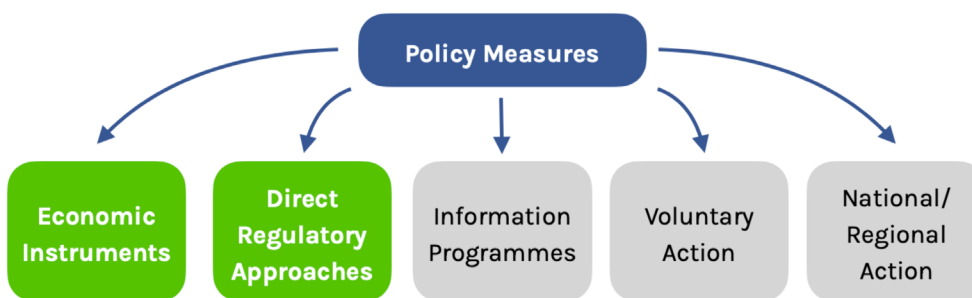 Policy Measures
Economic
Instruments
Direct
Regulatory
Approaches
Information
Programmes
Voluntary
Action
National/
Regional
Action